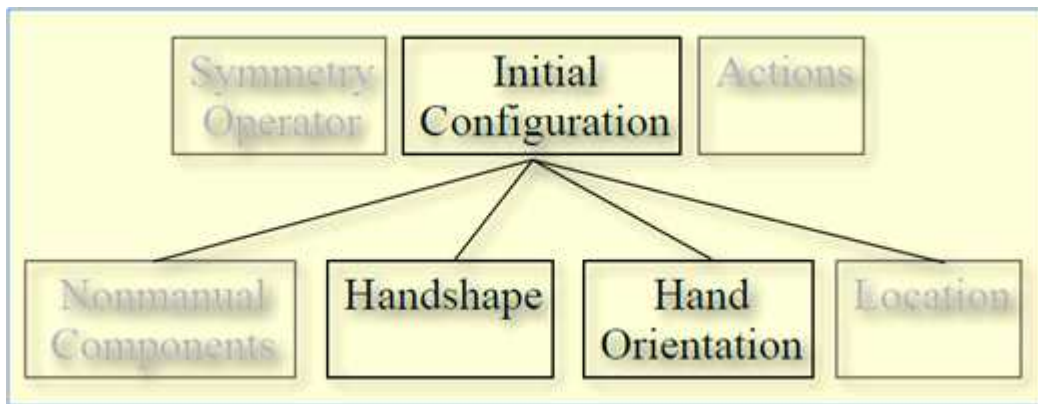 Symmetry
Operator
Initial
Configuration
Actions
Nonmanual
Components
Handshape
Hand
Orientation
Location